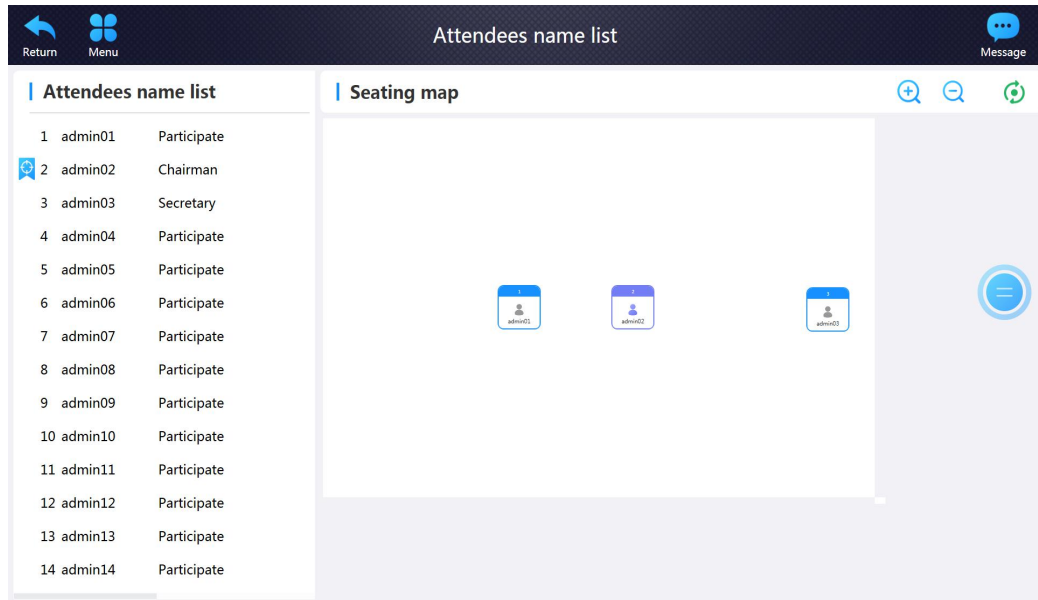 Return
Menu
Attendees name list
Message
Attendees name list
1 admin01 Participate
2 admin02 Chairman
3 admin03 Secretary
4 admin04 Participate
5 admin05 Participate
6 admin06 Participate
7 admin07 Participate
8 admin08 Participate
9 admin09 Participate
10 admin10 Participate
11 admin11 Participate
12 admin12 Participate
13 admin13 Participate
14 admin14 Participate
Seating map
admin01
admin02
admin03